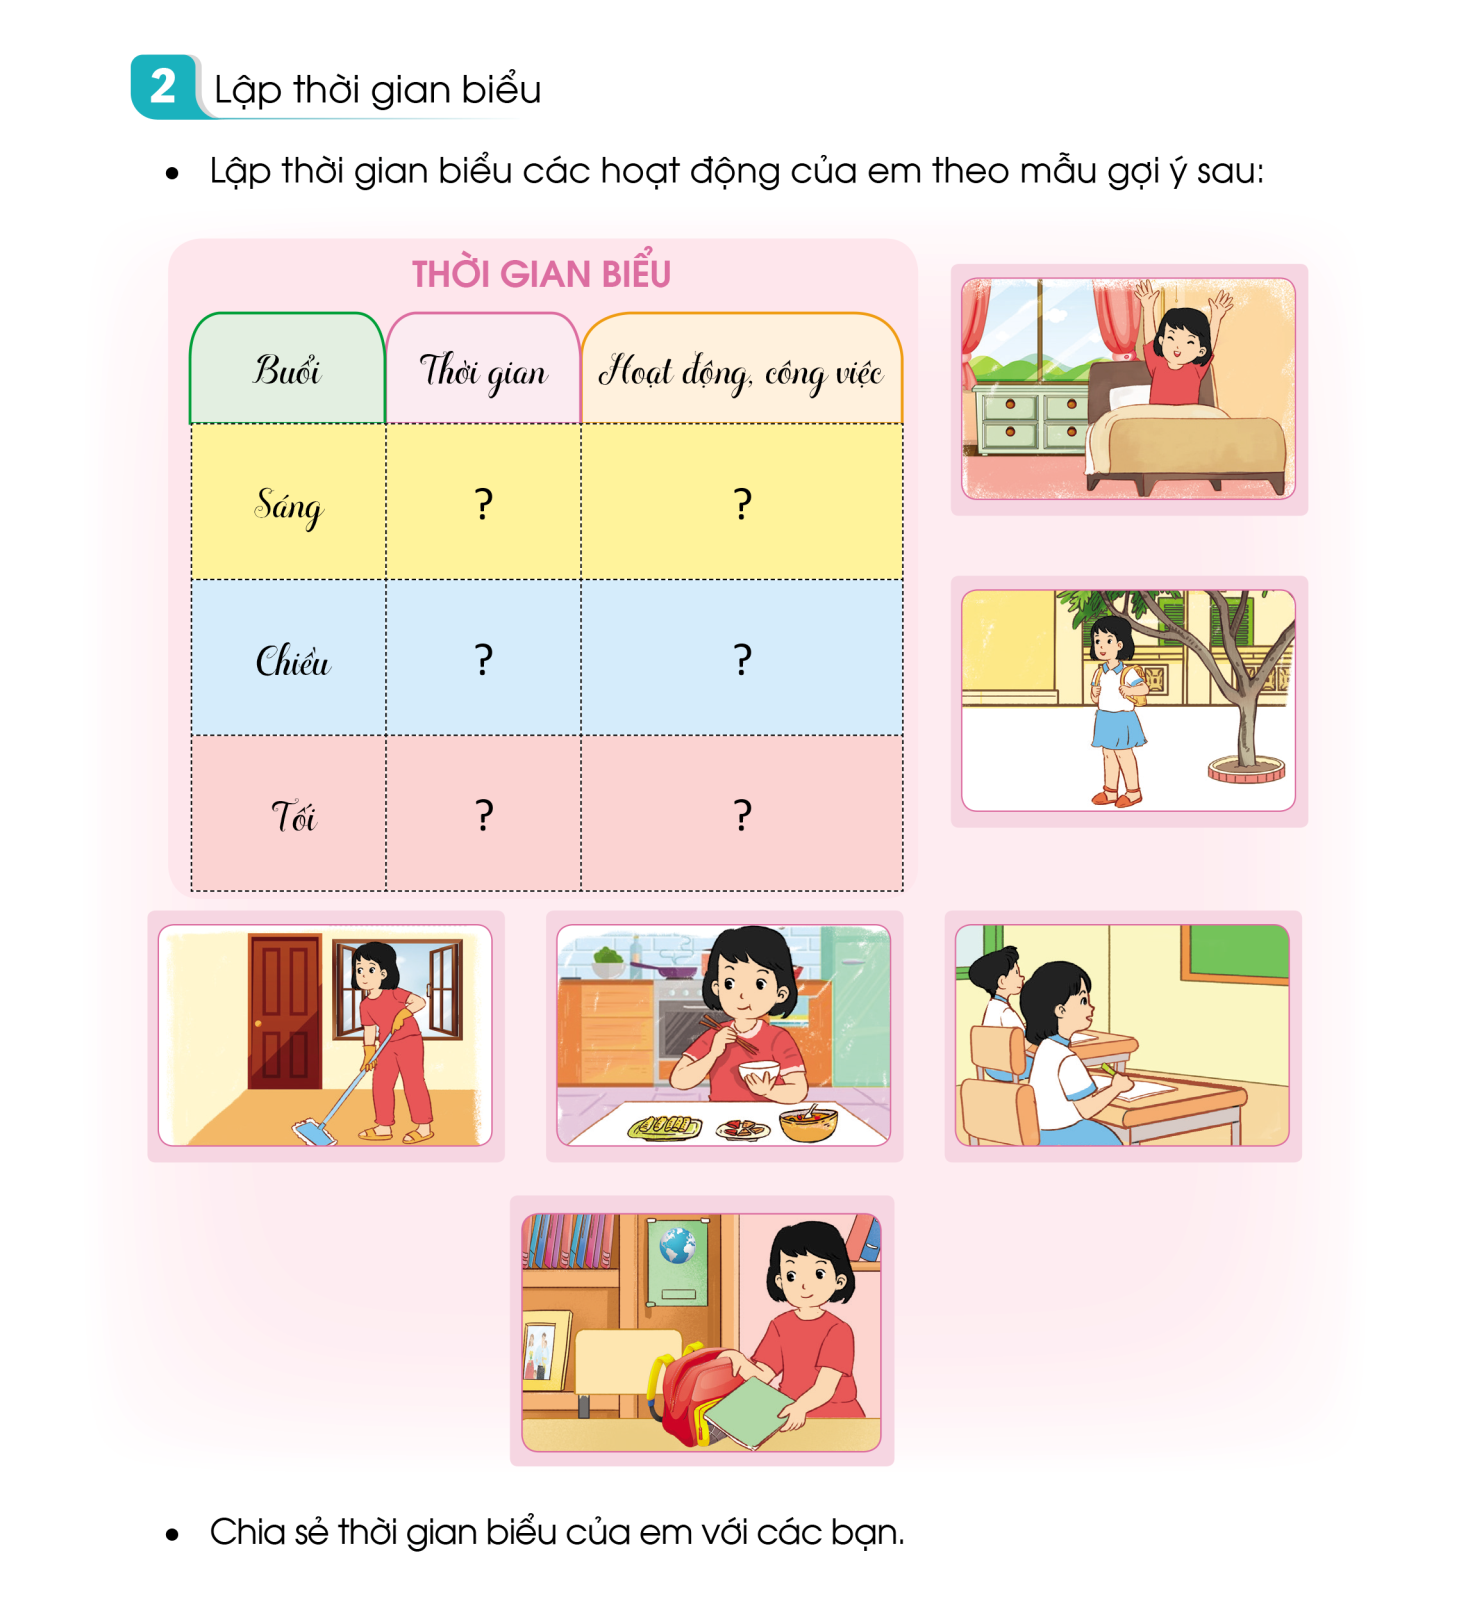 2 Lập thời gian biểu
• Lập thời gian biểu các hoạt động của em theo mẫu gợi ý sau:
THỜI GIAN BIỂU
Buổi Thời gian Hoạt động, công việc
Sáng ? ?
Chiều ? ?
Tối ? ?
• Chia sẻ thời gian biểu của em với các bạn.